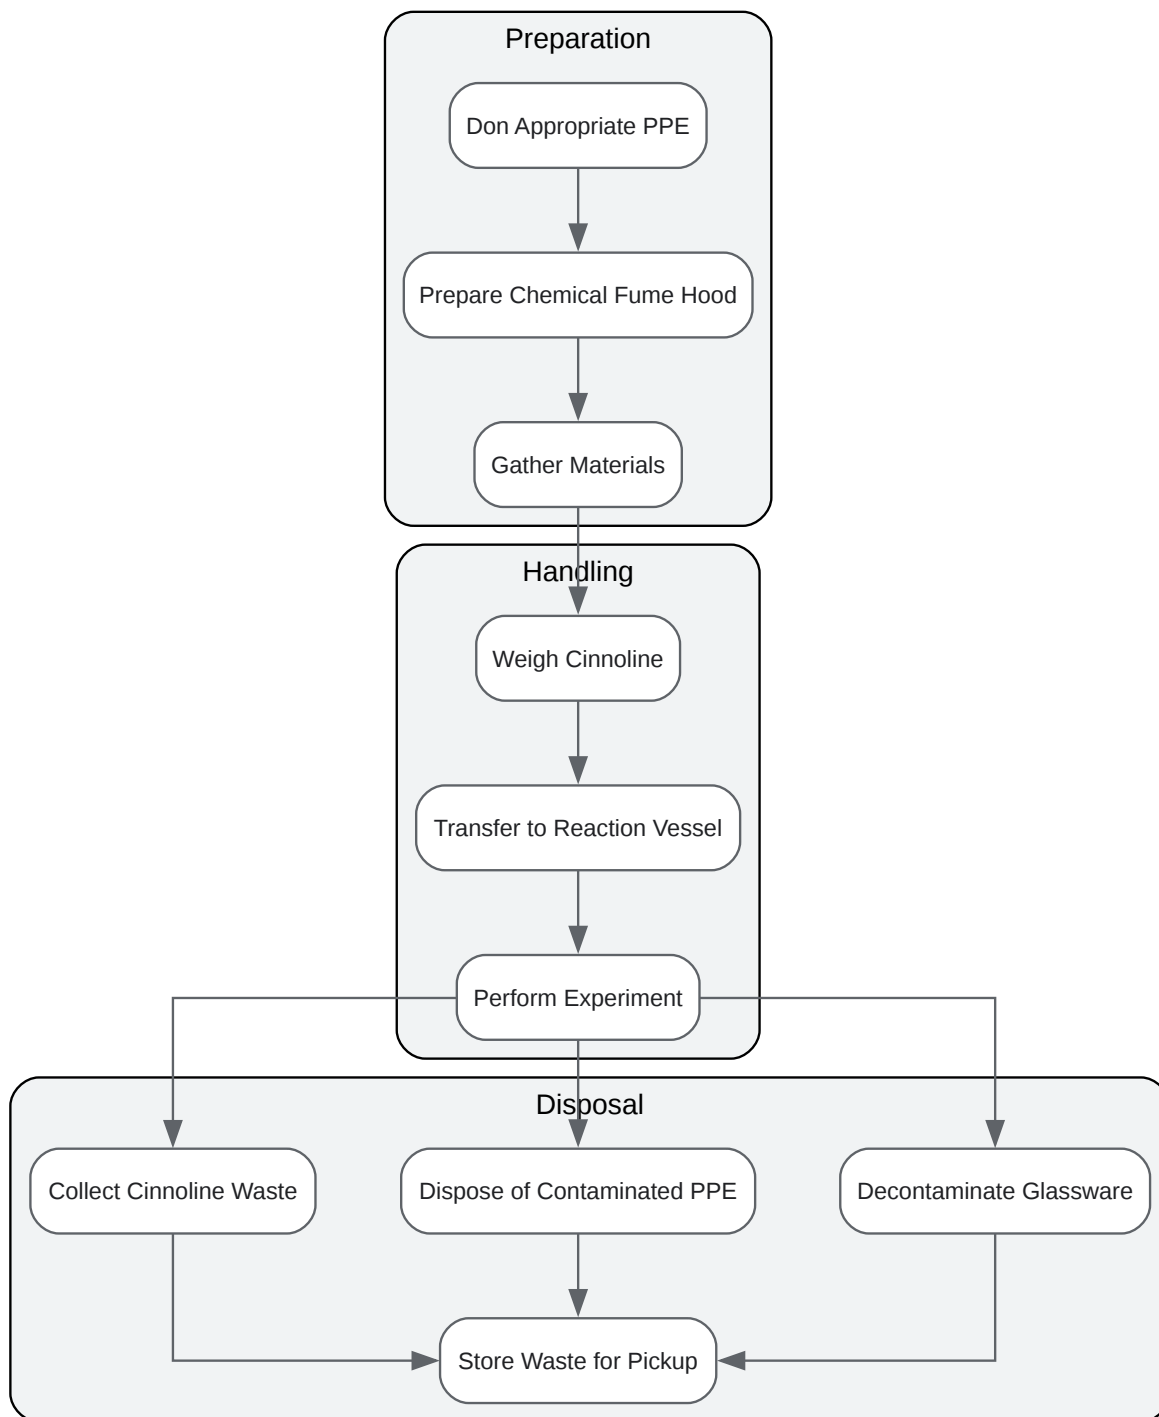 Preparation
Don Appropriate PPE
Prepare Chemical Fume Hood
Gather Materials
Handling
Weigh Cinnoline
Transfer to Reaction Vessel
Perform Experiment
Disposal
Collect Cinnoline Waste
Dispose of Contaminated PPE
Decontaminate Glassware
Store Waste for Pickup